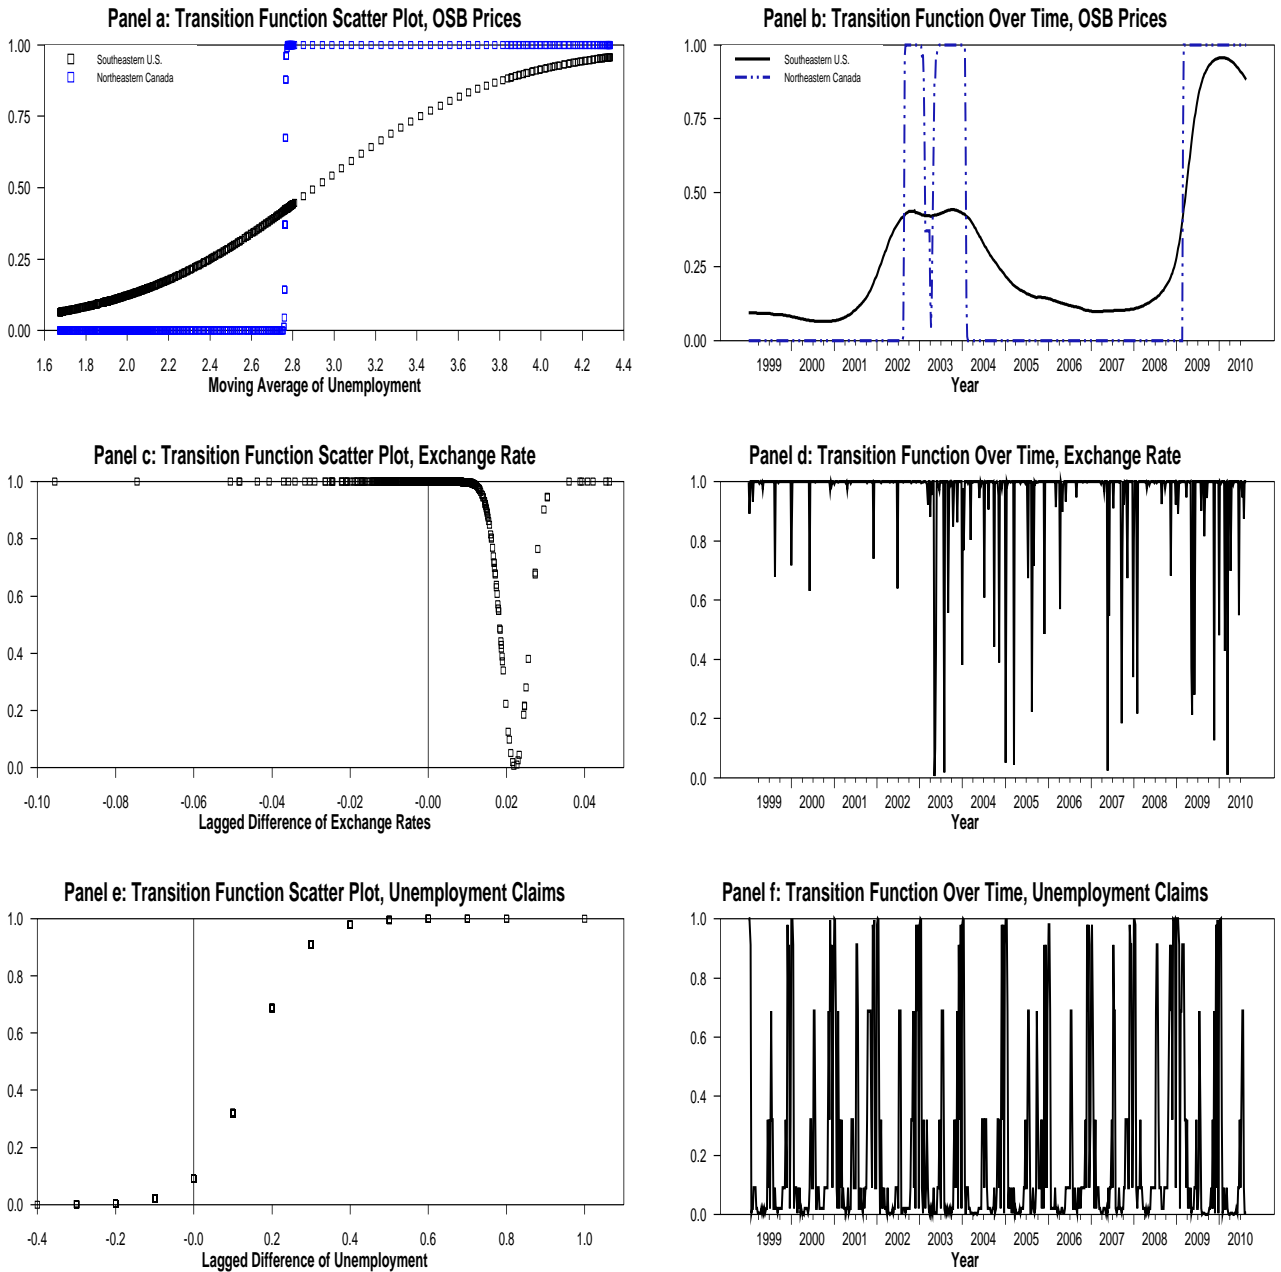 Panel a: Transition Function Scatter Plot, OSB Prices
1.00
0.75
0.50
0.25
0.00
Southeastern U.S.
Northeastern Canada
1.6 1.8 2.0 2.2 2.4 2.6 2.8 3.0 3.2 3.4 3.6 3.8 4.0 4.2 4.4
Moving Average of Unemployment
Panel b: Transition Function Over Time, OSB Prices
1.00
0.75
0.50
0.25
0.00
Southeastern U.S.
Northeastern Canada
1999 2000 2001 2002 2003 2004 2005 2006 2007 2008 2009 2010
Year
Panel c: Transition Function Scatter Plot, Exchange Rate
1.0
0.8
0.6
0.4
0.2
0.0
-0.10 -0.08 -0.06 -0.04 -0.02 -0.00 0.02 0.04
Lagged Difference of Exchange Rates
Panel d: Transition Function Over Time, Exchange Rate
1.0
0.8
0.6
0.4
0.2
0.0
1999 2000 2001 2002 2003 2004 2005 2006 2007 2008 2009 2010
Year
Panel e: Transition Function Scatter Plot, Unemployment Claims
1.0
0.8
0.6
0.4
0.2
0.0
-0.4 -0.2 -0.0 0.2 0.4 0.6 0.8 1.0
Lagged Difference of Unemployment
Panel f: Transition Function Over Time, Unemployment Claims
1.0
0.8
0.6
0.4
0.2
0.0
1999 2000 2001 2002 2003 2004 2005 2006 2007 2008 2009 2010
Year